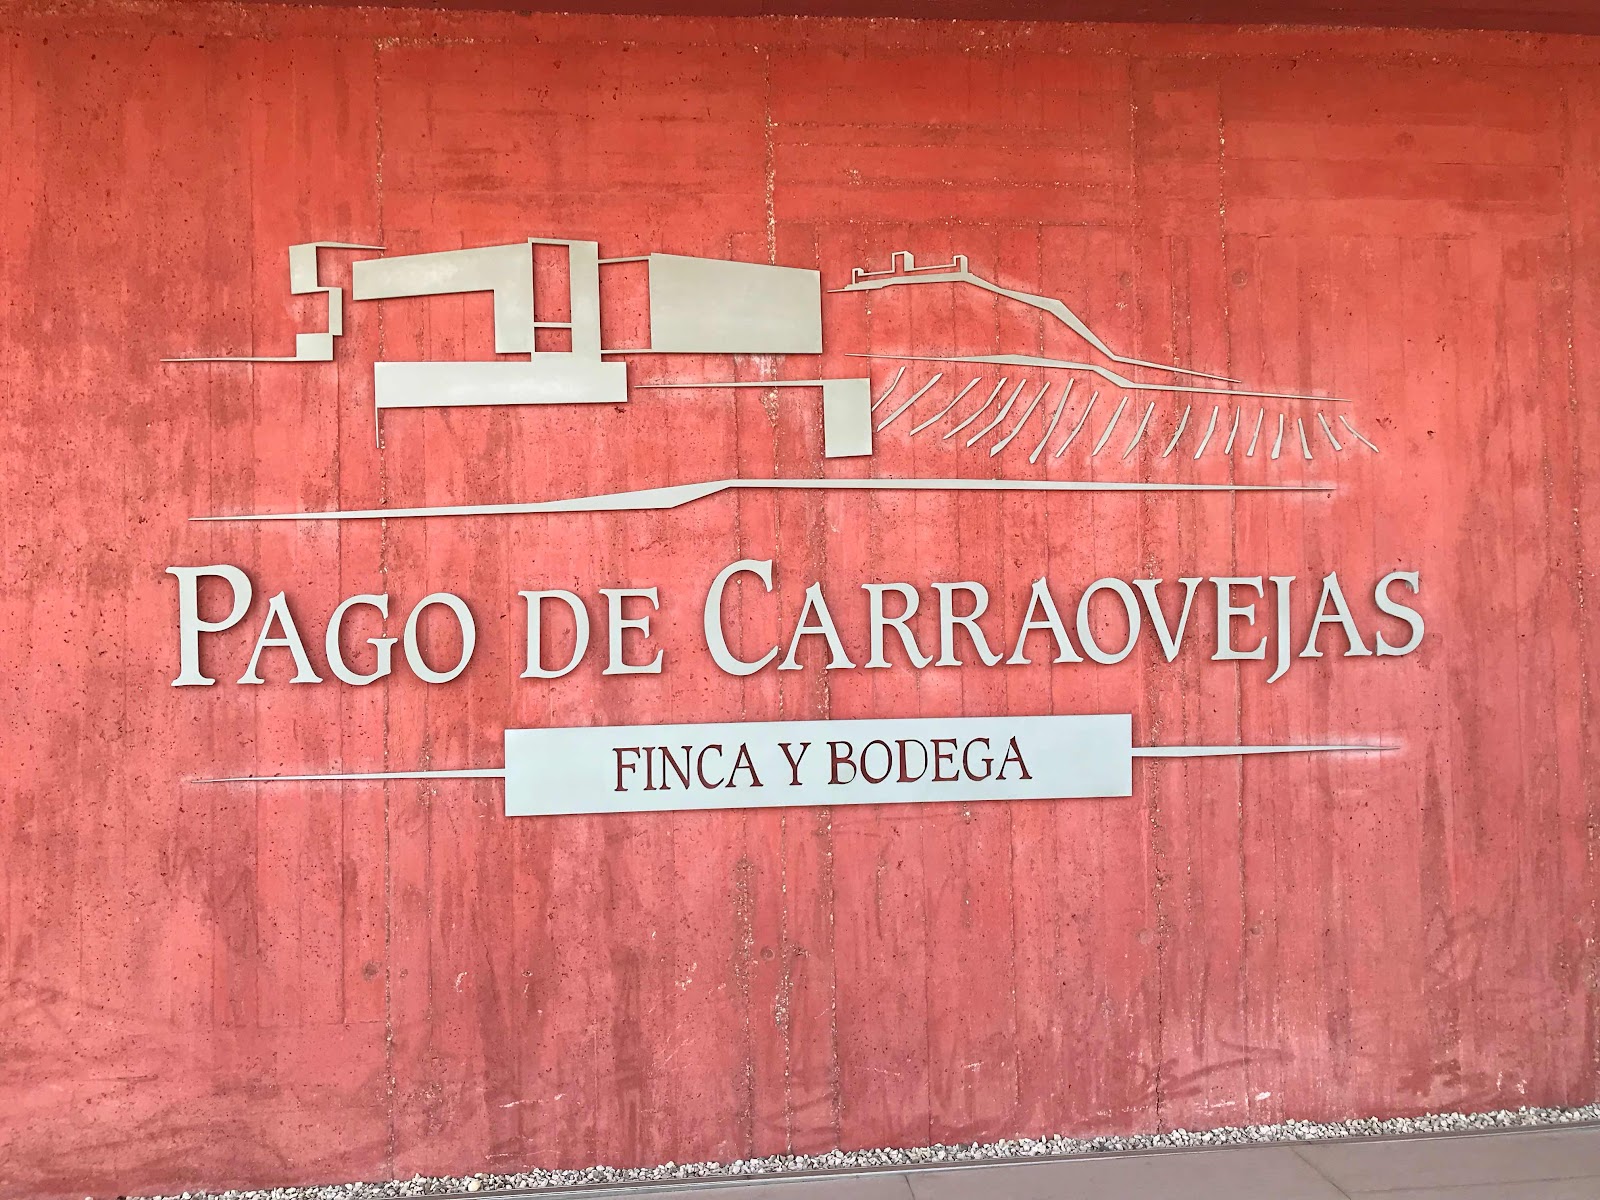 PAGO DE CARRAOVEJAS
FINCA Y BODEGA